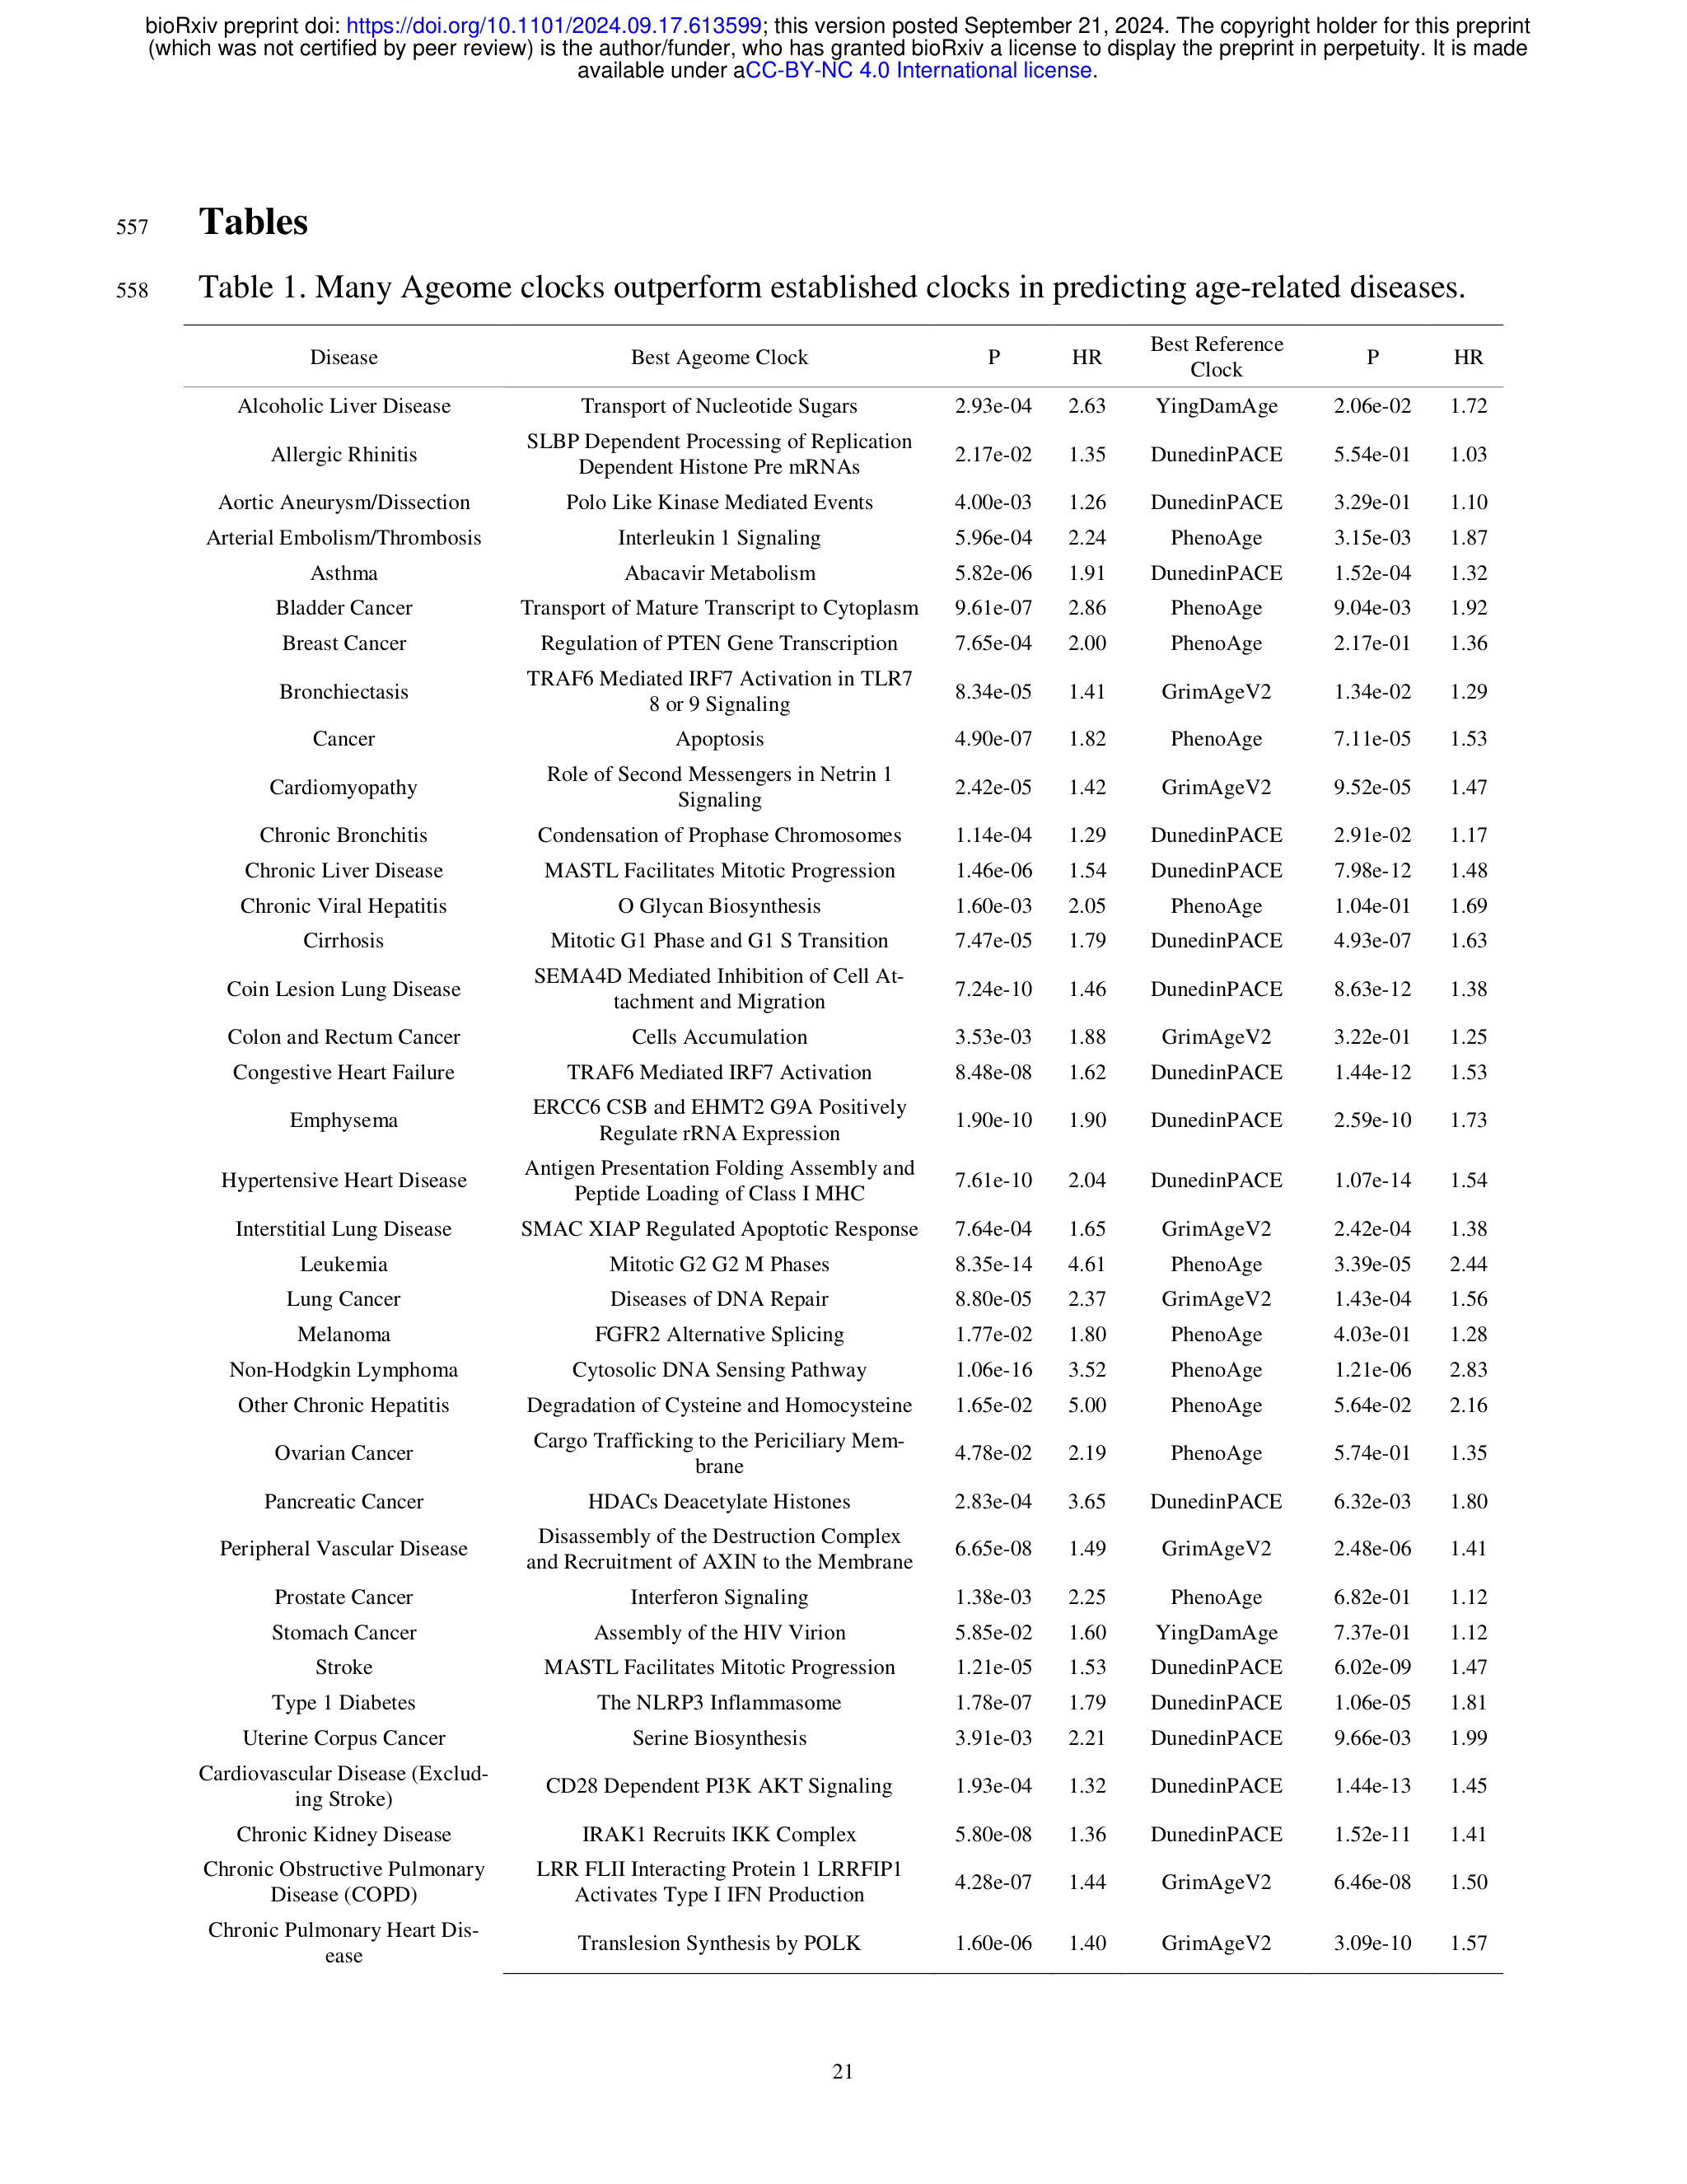 bioRxiv preprint doi: https://doi.org/10.1101/2024.09.17.613599; this version posted September 21, 2024. The copyright holder for this preprint
(which was not certified by peer review) is the author/funder, who has granted bioRxiv a license to display the preprint in perpetuity. It is made
available under aCC-BY-NC 4.0 International license.
557 Tables
558 Table 1. Many Ageome clocks outperform established clocks in predicting age-related diseases.
Disease Best Ageome Clock P HR Best Reference Clock P HR
Alcoholic Liver Disease Transport of Nucleotide Sugars 2.93e-04 2.63 YingDamAge 2.06e-02 1.72
Allergic Rhinitis SLBP Dependent Processing of Replication Dependent Histone Pre mRNAs 2.17e-02 1.35 DunedinPACE 5.54e-01 1.03
Aortic Aneurysm/Dissection Polo Like Kinase Mediated Events 4.00e-03 1.26 DunedinPACE 3.29e-01 1.10
Arterial Embolism/Thrombosis Interleukin 1 Signaling 5.96e-04 2.24 PhenoAge 3.15e-03 1.87
Asthma Abacavir Metabolism 5.82e-06 1.91 DunedinPACE 1.52e-04 1.32
Bladder Cancer Transport of Mature Transcript to Cytoplasm 9.61e-07 2.86 PhenoAge 9.04e-03 1.92
Breast Cancer Regulation of PTEN Gene Transcription 7.65e-04 2.00 PhenoAge 2.17e-01 1.36
Bronchiectasis TRAF6 Mediated IRF7 Activation in TLR7 8 or 9 Signaling 8.34e-05 1.41 GrimAgeV2 1.34e-02 1.29
Cancer Apoptosis 4.90e-07 1.82 PhenoAge 7.11e-05 1.53
Cardiomyopathy Role of Second Messengers in Netrin 1 Signaling 2.42e-05 1.42 GrimAgeV2 9.52e-05 1.47
Chronic Bronchitis Condensation of Prophase Chromosomes 1.14e-04 1.29 DunedinPACE 2.91e-02 1.17
Chronic Liver Disease MASTL Facilitates Mitotic Progression 1.46e-06 1.54 DunedinPACE 7.98e-12 1.48
Chronic Viral Hepatitis O Glycan Biosynthesis 1.60e-03 2.05 PhenoAge 1.04e-01 1.69
Cirrhosis Mitotic G1 Phase and G1 S Transition 7.47e-05 1.79 DunedinPACE 4.93e-07 1.63
Coin Lesion Lung Disease SEMA4D Mediated Inhibition of Cell At-tachment and Migration 7.24e-10 1.46 DunedinPACE 8.63e-12 1.38
Colon and Rectum Cancer Cells Accumulation 3.53e-03 1.88 GrimAgeV2 3.22e-01 1.25
Congestive Heart Failure TRAF6 Mediated IRF7 Activation 8.48e-08 1.62 DunedinPACE 1.44e-12 1.53
Emphysema ERCC6 CSB and EHMT2 G9A Positively Regulate rRNA Expression 1.90e-10 1.90 DunedinPACE 2.59e-10 1.73
Hypertensive Heart Disease Antigen Presentation Folding Assembly and Peptide Loading of Class I MHC 7.61e-10 2.04 DunedinPACE 1.07e-14 1.54
Interstitial Lung Disease SMAC XIAP Regulated Apoptotic Response 7.64e-04 1.65 GrimAgeV2 2.42e-04 1.38
Leukemia Mitotic G2 G2 M Phases 8.35e-14 4.61 PhenoAge 3.39e-05 2.44
Lung Cancer Diseases of DNA Repair 8.80e-05 2.37 GrimAgeV2 1.43e-04 1.56
Melanoma FGFR2 Alternative Splicing 1.77e-02 1.80 PhenoAge 4.03e-01 1.28
Non-Hodgkin Lymphoma Cytosolic DNA Sensing Pathway 1.06e-16 3.52 PhenoAge 1.21e-06 2.83
Other Chronic Hepatitis Degradation of Cysteine and Homocysteine 1.65e-02 5.00 PhenoAge 5.64e-02 2.16
Ovarian Cancer Cargo Trafficking to the Periciliary Mem-brane 4.78e-02 2.19 PhenoAge 5.74e-01 1.35
Pancreatic Cancer HDACs Deacetylate Histones 2.83e-04 3.65 DunedinPACE 6.32e-03 1.80
Peripheral Vascular Disease Disassembly of the Destruction Complex and Recruitment of AXIN to the Membrane 6.65e-08 1.49 GrimAgeV2 2.48e-06 1.41
Prostate Cancer Interferon Signaling 1.38e-03 2.25 PhenoAge 6.82e-01 1.12
Stomach Cancer Assembly of the HIV Virion 5.85e-02 1.60 YingDamAge 7.37e-01 1.12
Stroke MASTL Facilitates Mitotic Progression 1.21e-05 1.53 DunedinPACE 6.02e-09 1.47
Type 1 Diabetes The NLRP3 Inflammasome 1.78e-07 1.79 DunedinPACE 1.06e-05 1.81
Uterine Corpus Cancer Serine Biosynthesis 3.91e-03 2.21 DunedinPACE 9.66e-03 1.99
Cardiovascular Disease (Exclud-ing Stroke) CD28 Dependent PI3K AKT Signaling 1.93e-04 1.32 DunedinPACE 1.44e-13 1.45
Chronic Kidney Disease IRAK1 Recruits IKK Complex 5.80e-08 1.36 DunedinPACE 1.52e-11 1.41
Chronic Obstructive Pulmonary Disease (COPD) LRR FLII Interacting Protein 1 LRRFIP1 Activates Type I IFN Production 4.28e-07 1.44 GrimAgeV2 6.46e-08 1.50
Chronic Pulmonary Heart Dis-ease Translesion Synthesis by POLK 1.60e-06 1.40 GrimAgeV2 3.09e-10 1.57
21